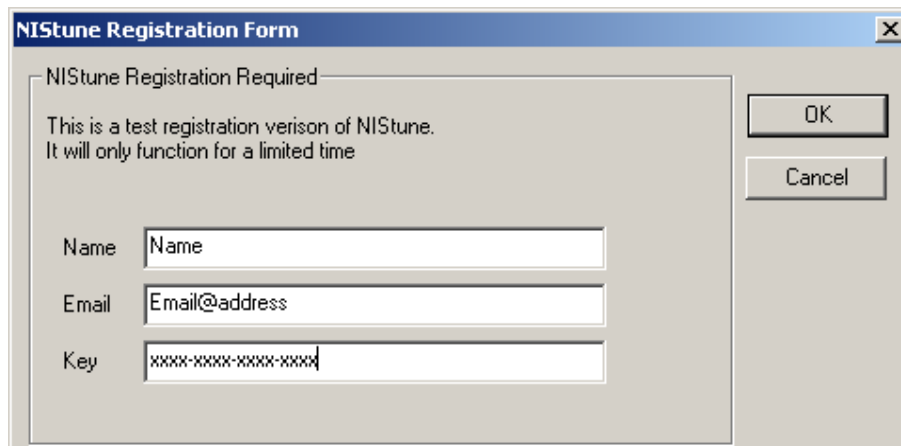 NIStune Registration Form
NIStune Registration Required
This is a test registration verison of NIStune.
It will only function for a limited time
OK
Cancel
Name Name
Email Email@address
Key xxxx-xxxx-xxxx-xxxx